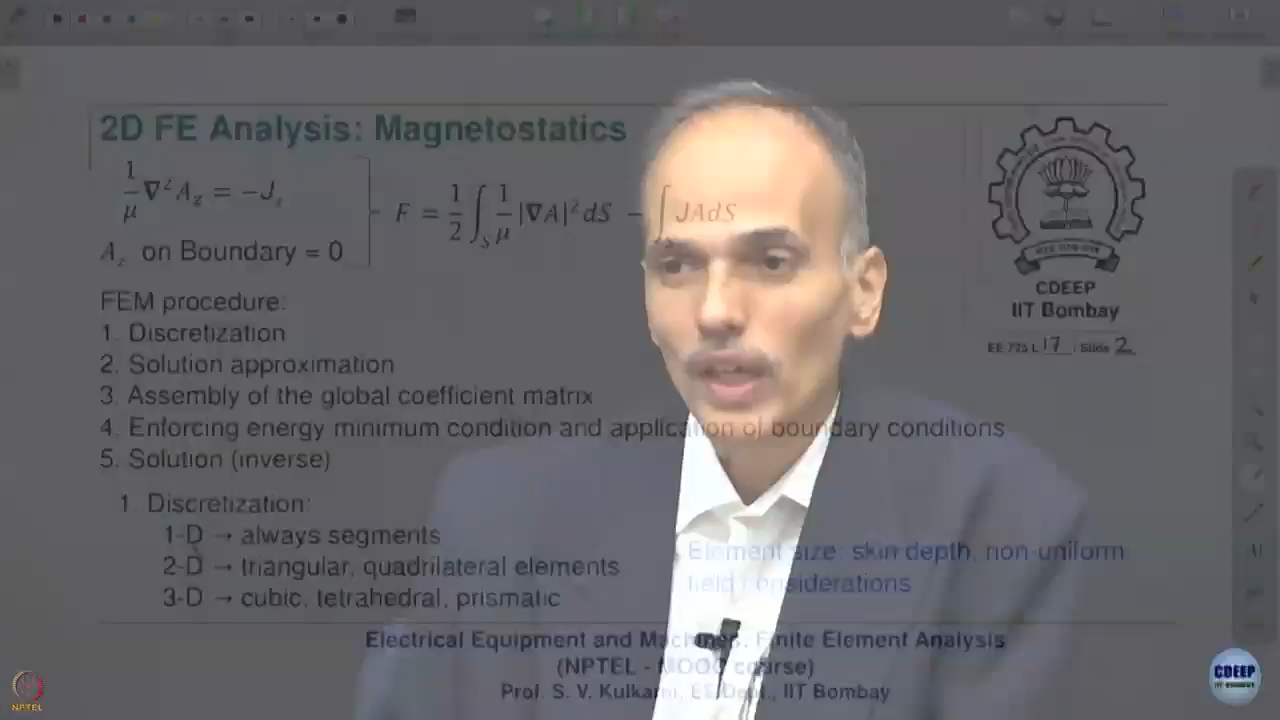 2D FE Analysis: Magnetostatics
1/μ ∇²A_z = −J_z
F = 1/2 ∫_S 1/μ |∇A|² dS − ∫ JAdS
A_z on Boundary = 0
FEM procedure:
1. Discretization
2. Solution approximation
3. Assembly of the global coefficient matrix
4. Enforcing energy minimum condition and application of boundary conditions
5. Solution (inverse)
1. Discretization:
1-D → always segments
2-D → triangular, quadrilateral elements
3-D → cubic, tetrahedral, prismatic
Element size: skin depth, non-uniform
field considerations
CDEEP
IIT Bombay
EE 725 L 17 / Slide 2
Electrical Equipment and Machines: Finite Element Analysis
(NPTEL - MOOC course)
Prof. S. V. Kulkarni, EE Dept., IIT Bombay
NPTEL
CDEEP
IIT BOMBAY